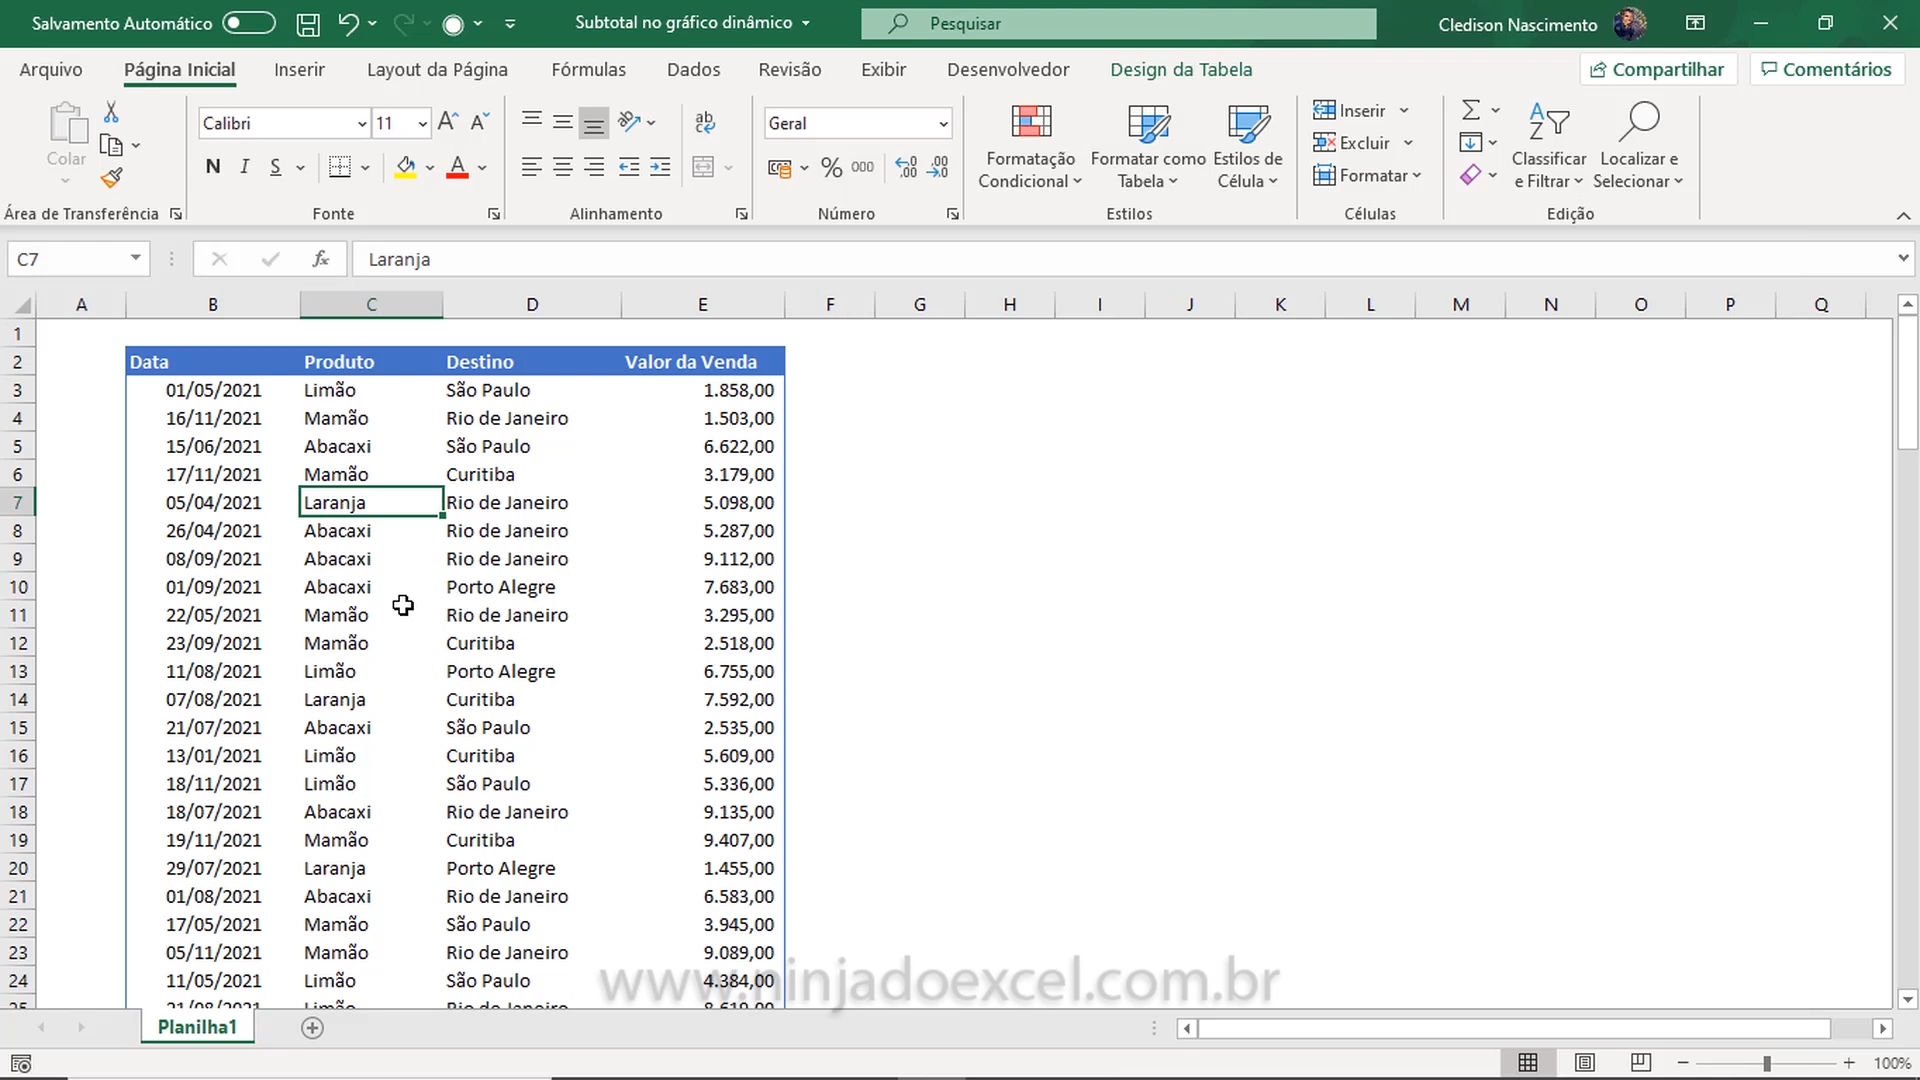 Salvamento Automático
Subtotal no gráfico dinâmico
Pesquisar
Cledison Nascimento
Arquivo Página Inicial Inserir Layout da Página Fórmulas Dados Revisão Exibir Desenvolvedor Design da Tabela
Compartilhar Comentários
Colar
Área de Transferência
Calibri 11
N I S
Fonte
ab
Alinhamento
Geral
% 000
Número
Formatação Condicional
Formatar como Tabela
Estilos de Célula
Estilos
Inserir
Excluir
Formatar
Células
Classificar e Filtrar
Localizar e Selecionar
Edição
C7 fx Laranja
A B C D E F G H I J K L M N O P Q
1
2 Data Produto Destino Valor da Venda
3 01/05/2021 Limão São Paulo 1.858,00
4 16/11/2021 Mamão Rio de Janeiro 1.503,00
5 15/06/2021 Abacaxi São Paulo 6.622,00
6 17/11/2021 Mamão Curitiba 3.179,00
7 05/04/2021 Laranja Rio de Janeiro 5.098,00
8 26/04/2021 Abacaxi Rio de Janeiro 5.287,00
9 08/09/2021 Abacaxi Rio de Janeiro 9.112,00
10 01/09/2021 Abacaxi Porto Alegre 7.683,00
11 22/05/2021 Mamão Rio de Janeiro 3.295,00
12 23/09/2021 Mamão Curitiba 2.518,00
13 11/08/2021 Limão Porto Alegre 6.755,00
14 07/08/2021 Laranja Curitiba 7.592,00
15 21/07/2021 Abacaxi São Paulo 2.535,00
16 13/01/2021 Limão Curitiba 5.609,00
17 18/11/2021 Limão São Paulo 5.336,00
18 18/07/2021 Abacaxi Rio de Janeiro 9.135,00
19 19/11/2021 Mamão Curitiba 9.407,00
20 29/07/2021 Laranja Porto Alegre 1.455,00
21 01/08/2021 Abacaxi Rio de Janeiro 6.583,00
22 17/05/2021 Mamão São Paulo 3.945,00
23 05/11/2021 Mamão Rio de Janeiro 9.089,00
24 11/05/2021 Limão São Paulo 4.384,00
www.ninjadoexcel.com.br
Planilha1
100%